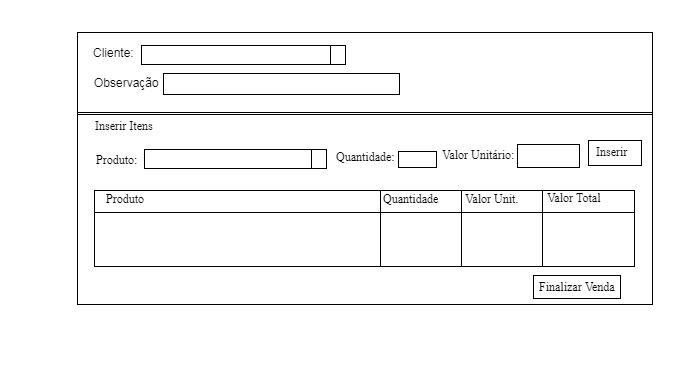 Cliente:
Observação
Inserir Itens
Produto: Quantidade: Valor Unitário: Inserir
Produto Quantidade Valor Unit. Valor Total
Finalizar Venda